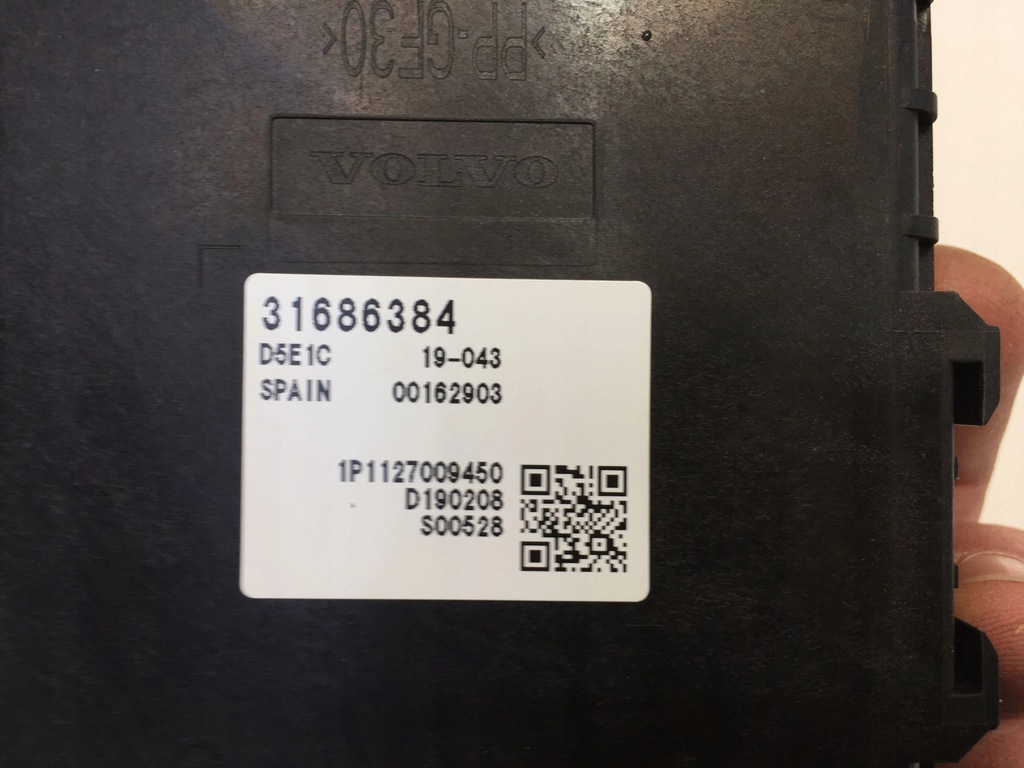 >PP-GF30<
VOLVO
31686384
D5E1C 19-043
SPAIN 00162903
1P1127009450
D190208
S00528